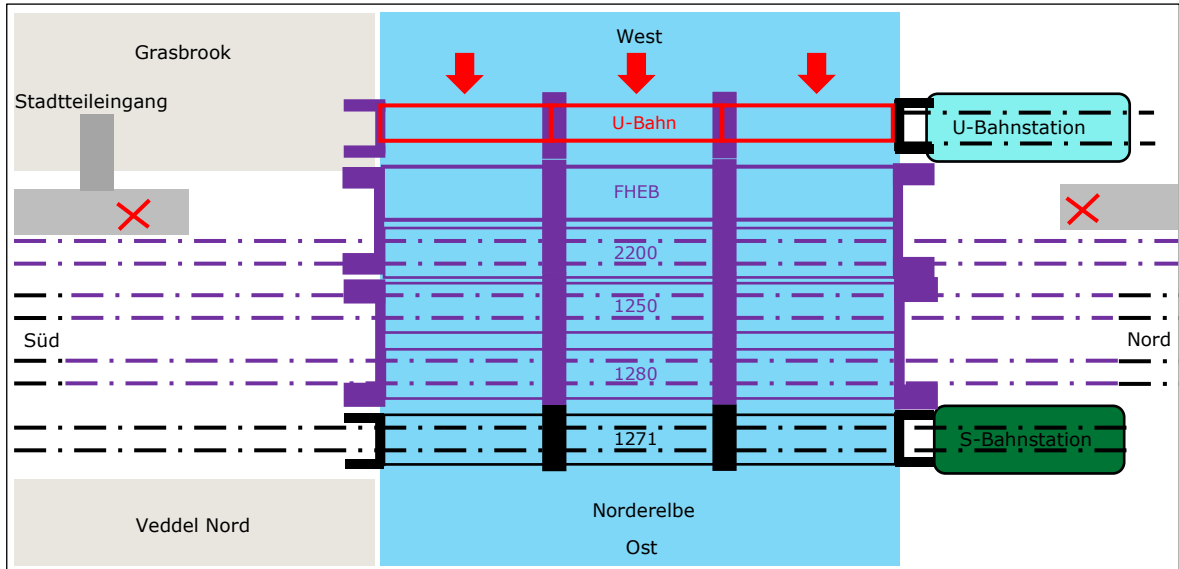 Grasbrook
West
Stadtteileingang
U-Bahn
U-Bahnstation
FHEB
2200
1250
Süd
Nord
1280
1271
S-Bahnstation
Veddel Nord
Norderelbe
Ost